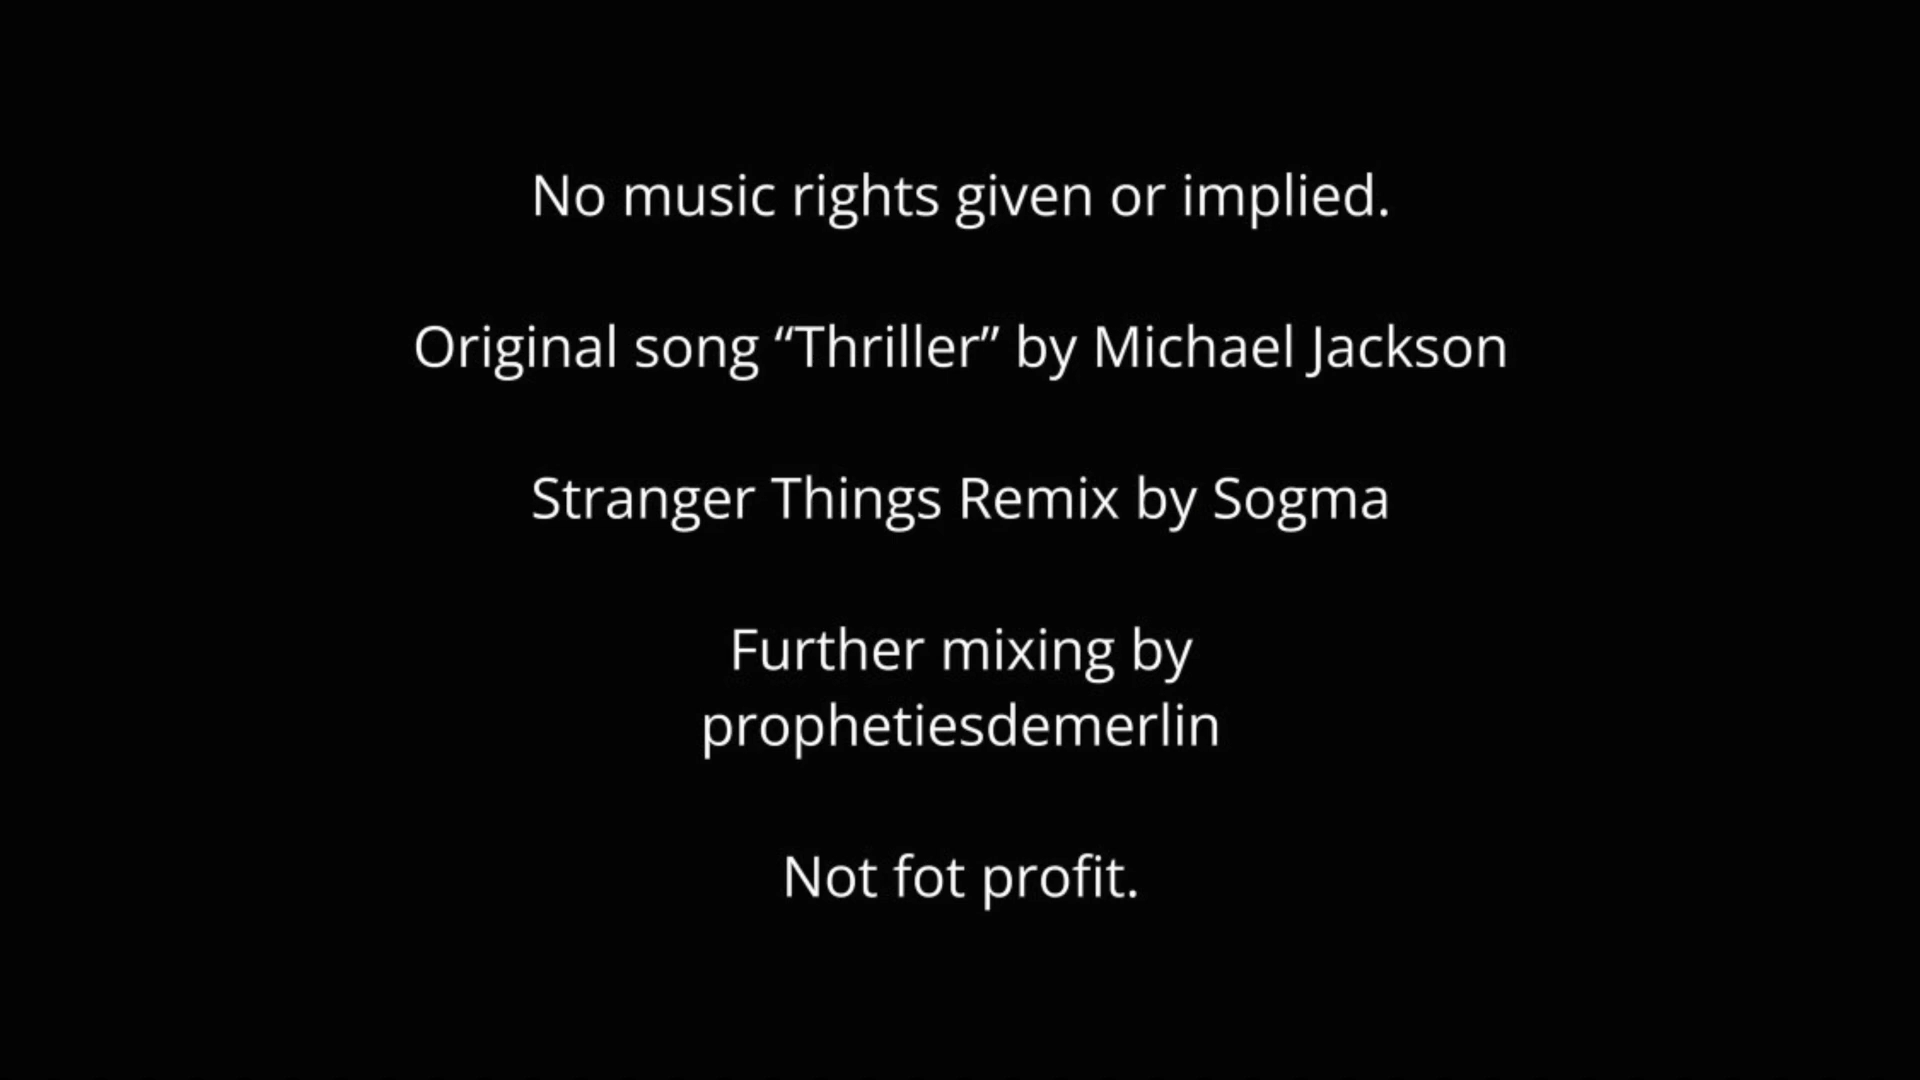 No music rights given or implied.
Original song “Thriller” by Michael Jackson
Stranger Things Remix by Sogma
Further mixing by
prophetiesdemerlin
Not fot profit.